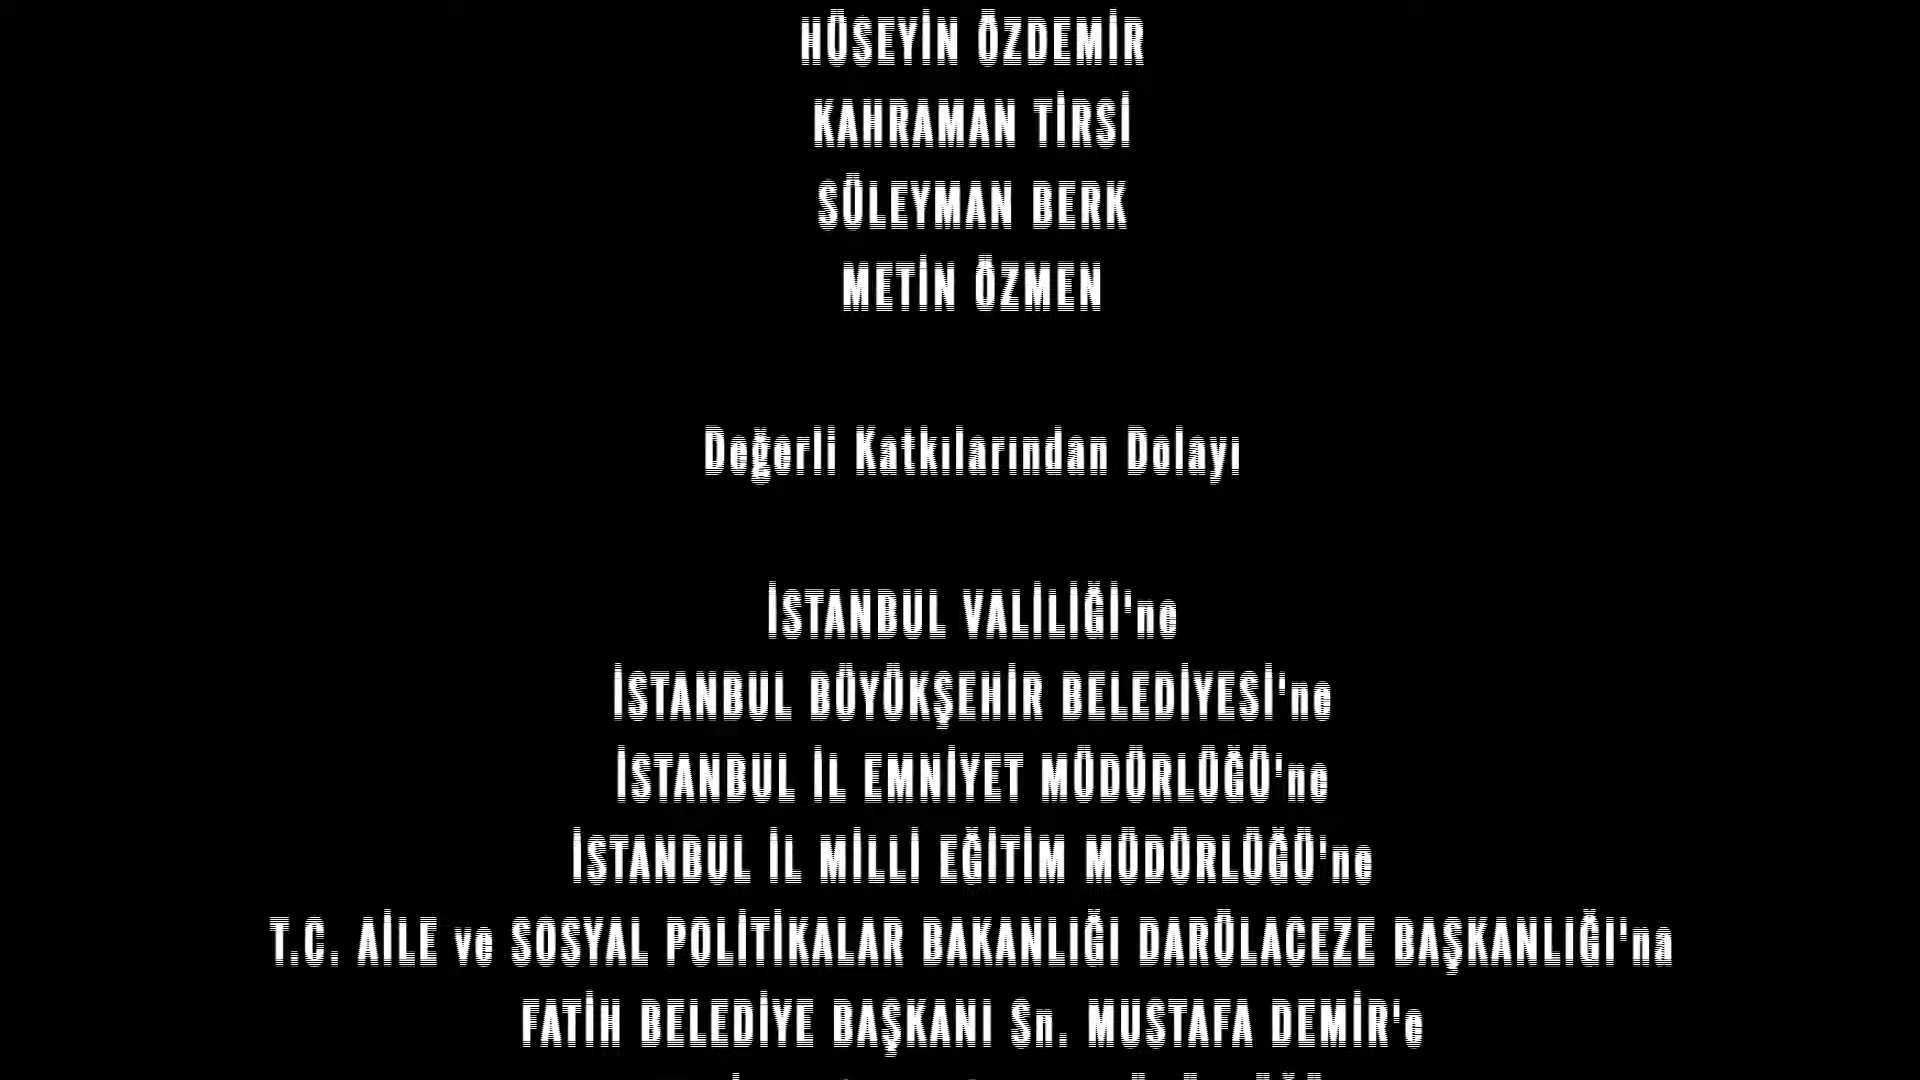 HÜSEYİN ÖZDEMİR
KAHRAMAN TİRSİ
SÜLEYMAN BERK
METİN ÖZMEN
Değerli Katkılarından Dolayı
İSTANBUL VALİLİĞİ'ne
İSTANBUL BÜYÜKŞEHİR BELEDİYESİ'ne
İSTANBUL İL EMNİYET MÜDÜRLÜĞÜ'ne
İSTANBUL İL MİLLİ EĞİTİM MÜDÜRLÜĞÜ'ne
T.C. AİLE ve SOSYAL POLİTİKALAR BAKANLIĞI DARÜLACEZE BAŞKANLIĞI'na
FATİH BELEDİYE BAŞKANI Sn. MUSTAFA DEMİR'e